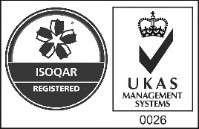 ISOQAR
REGISTERED
UKAS
MANAGEMENT
SYSTEMS
0026